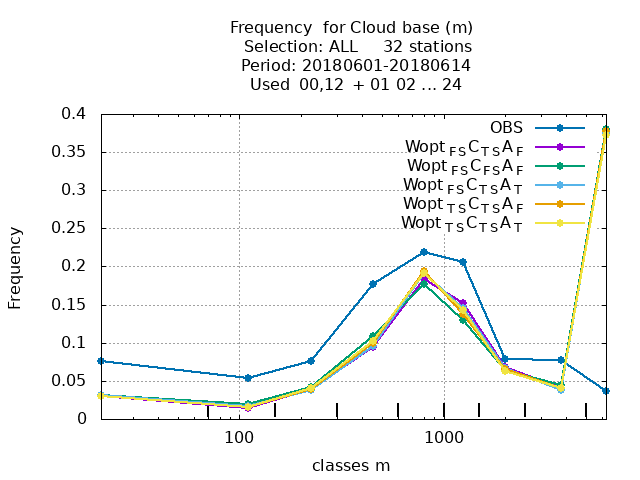 Frequency for Cloud base (m)
Selection: ALL 32 stations
Period: 20180601-20180614
Used 00,12 + 01 02 ... 24
0.4
0.35
0.3
0.25
0.2
0.15
0.1
0.05
0
Frequency
OBS
Wopt FS C TS A F
Wopt FS C FS A F
Wopt FS C TS A T
Wopt TS C TS A F
Wopt TS C TS A T
100
1000
classes m